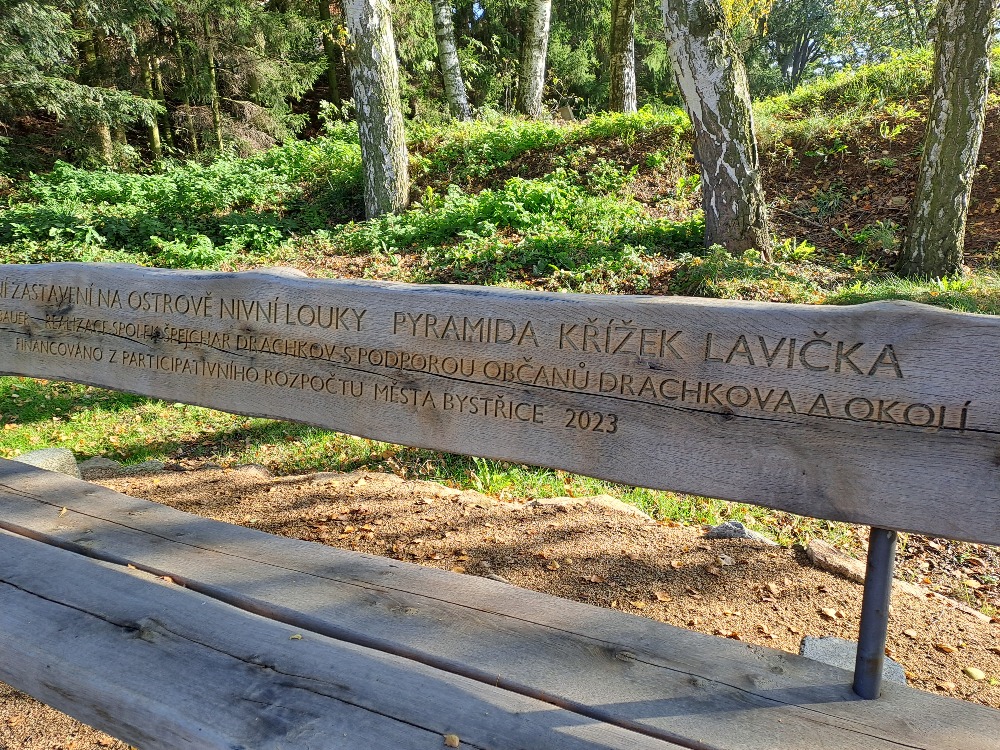 ZASTAVENÍ NA OSTROVĚ NIVNÍ LOUKY PYRAMIDA KŘÍŽEK LAVIČKA
REALIZACE SPOLEK ŠPEJCHAR DRACHKOV S PODPOROU OBČANŮ DRACHKOVA A OKOLÍ
FINANCOVÁNO Z PARTICIPATIVNÍHO ROZPOČTU MĚSTA BYSTŘICE 2023